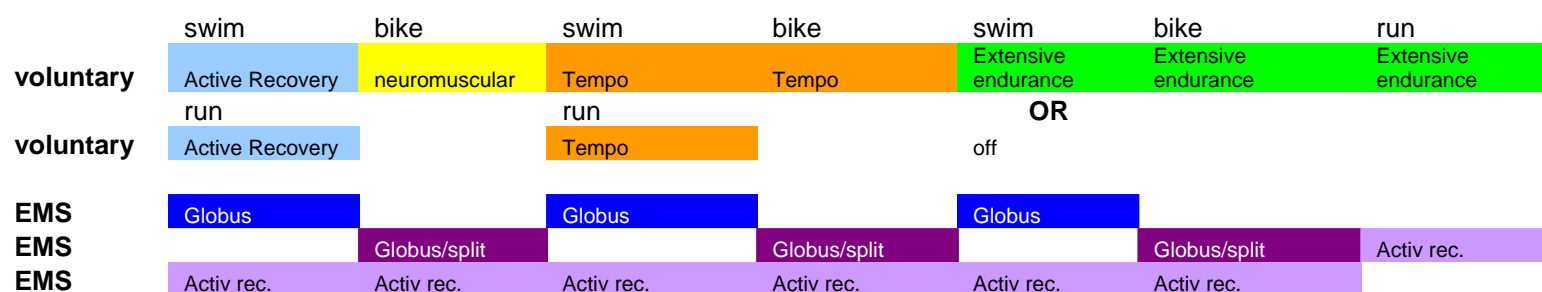 swim bike swim bike swim bike run
voluntary Active Recovery neuromuscular Tempo Tempo Extensive endurance Extensive endurance Extensive endurance
run run OR
voluntary Active Recovery Tempo off
EMS Globus Globus Globus
EMS Globus/split Globus/split Globus/split Activ rec.
EMS Activ rec. Activ rec. Activ rec. Activ rec. Activ rec. Activ rec.